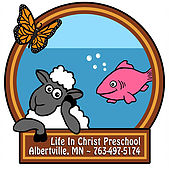 Life In Christ Preschool
Albertville, MN ~ 763-497-5174